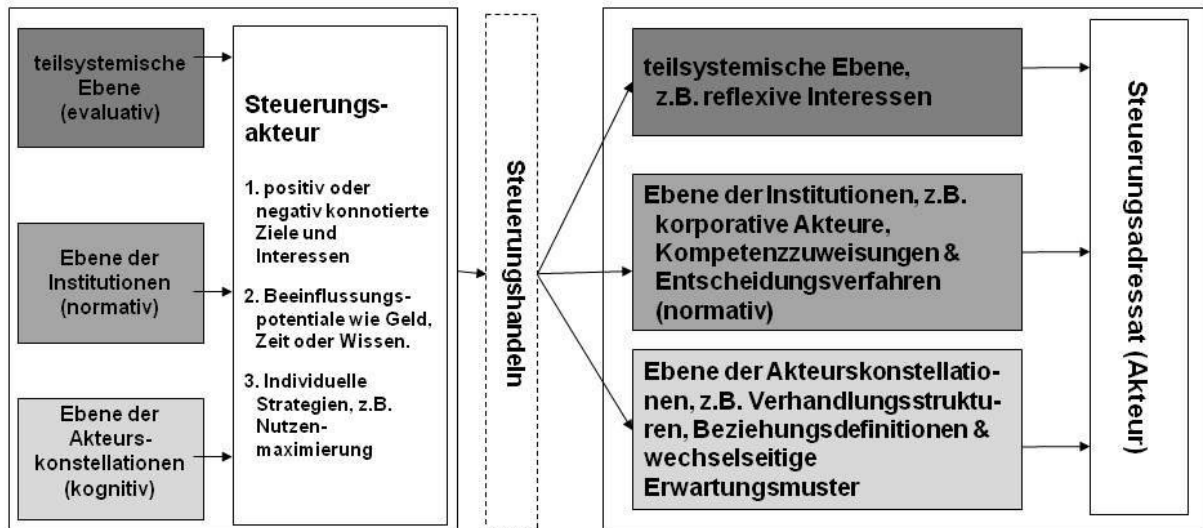 teilsystemische
Ebene
(evaluativ)
Ebene der
Institutionen
(normativ)
Ebene der
Akteurs-
konstellationen
(kognitiv)
Steuerungs-
akteur
1. positiv oder
negativ konnotierte
Ziele und
Interessen
2. Beeinflussungs-
potentiale wie Geld,
Zeit oder Wissen.
3. Individuelle
Strategien, z.B.
Nutzen-
maximierung
Steuerungshandeln
teilsystemische Ebene,
z.B. reflexive Interessen
Ebene der Institutionen, z.B.
korporative Akteure,
Kompetenzzuweisungen &
Entscheidungsverfahren
(normativ)
Ebene der Akteurskonstellatio-
nen, z.B. Verhandlungsstruktu-
ren, Beziehungsdefinitionen &
wechselseitige
Erwartungsmuster
Steuerungsadressat (Akteur)